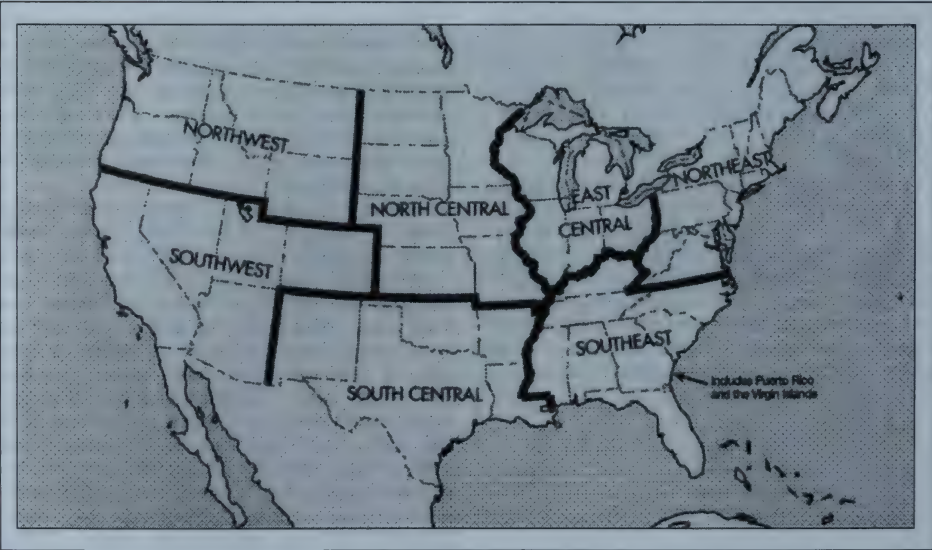 NORTHWEST
NORTHEAST
NORTH CENTRAL
EAST
CENTRAL
SOUTHWEST
SOUTHEAST
SOUTH CENTRAL
Includes Puerto Rico
and the Virgin Islands